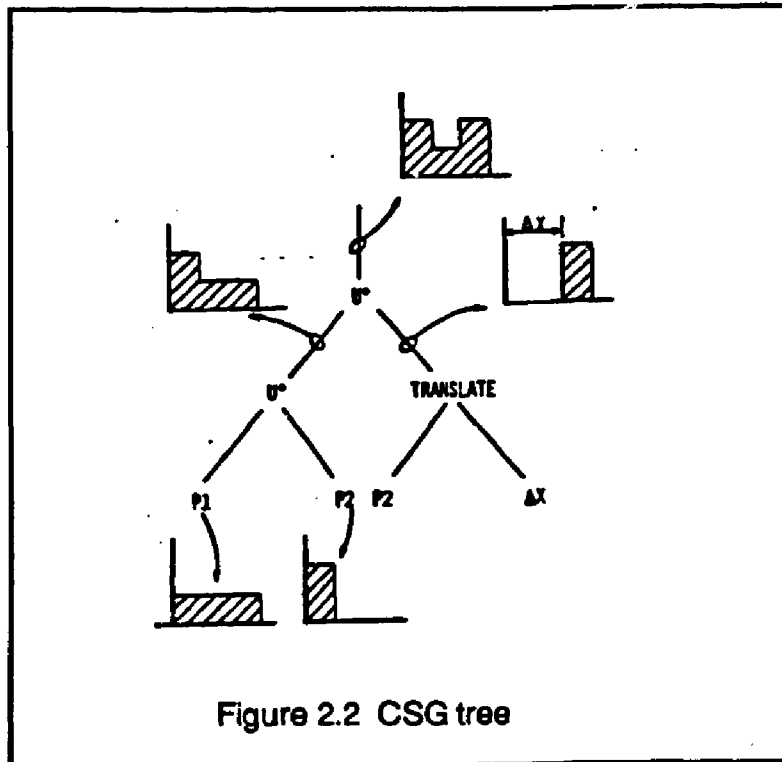 ΔX
U*
U*
TRANSLATE
P1
P2 P2
ΔX
Figure 2.2 CSG tree